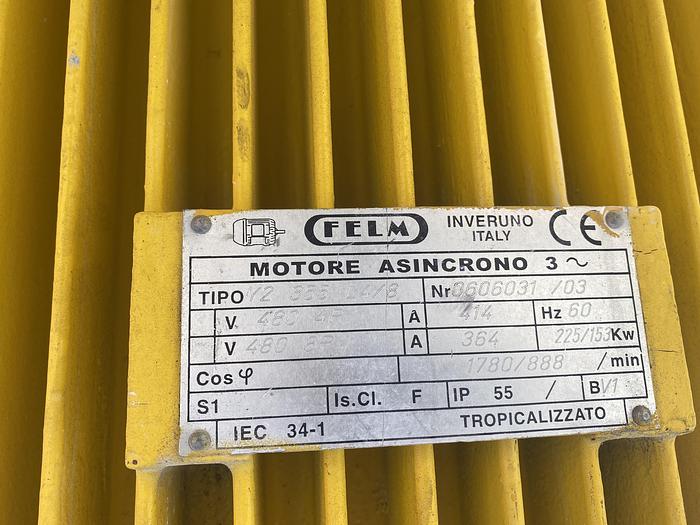 FELM INVERUNO ITALY CE
MOTORE ASINCRONO 3 ~
TIPO Nr 0606031 /03
V. 480 4P A 414 Hz 60
V 480 8P A 364 225/153 Kw
Cos φ 1780/888 /min
S1 Is.Cl. F IP 55 / B V1
IEC 34-1 TROPICALIZZATO